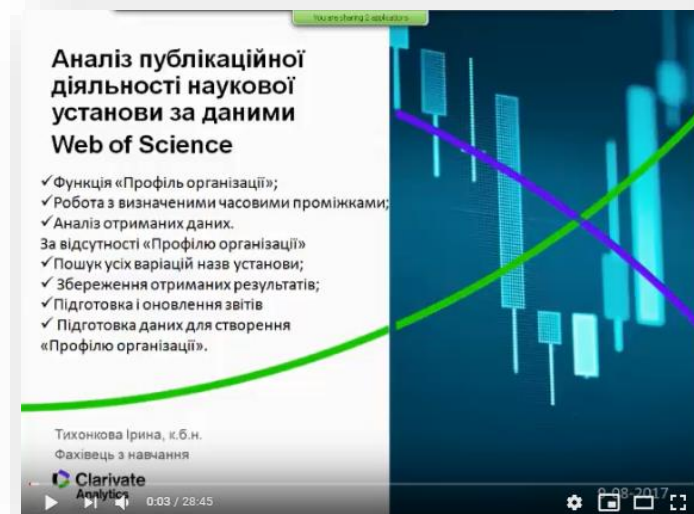 You are sharing 2 applications
Аналіз публікаційної
діяльності наукової
установи за даними
Web of Science
✓Функція «Профіль організації»;
✓Робота з визначеними часовими проміжками;
✓Аналіз отриманих даних.
За відсутності «Профілю організації»
✓Пошук усіх варіацій назв установи;
✓ Збереження отриманих результатів;
✓Підготовка і оновлення звітів
✓ Підготовка даних для створення
«Профілю організації».
Тихонкова Ірина, к.б.н.
Фахівець з навчання
Clarivate
Analytics
0:03 / 28:45
9-08-2017